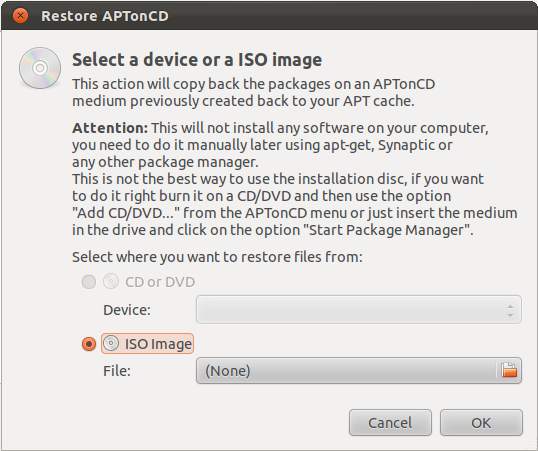 Restore APTonCD
Select a device or a ISO image
This action will copy back the packages on an APTonCD
medium previously created back to your APT cache.
Attention: This will not install any software on your computer,
you need to do it manually later using apt-get, Synaptic or
any other package manager.
This is not the best way to use the installation disc, if you want
to do it right burn it on a CD/DVD and then use the option
"Add CD/DVD..." from the APTonCD menu or just insert the medium
in the drive and click on the option "Start Package Manager".
Select where you want to restore files from:
CD or DVD
Device:
ISO Image
File: (None)
Cancel OK